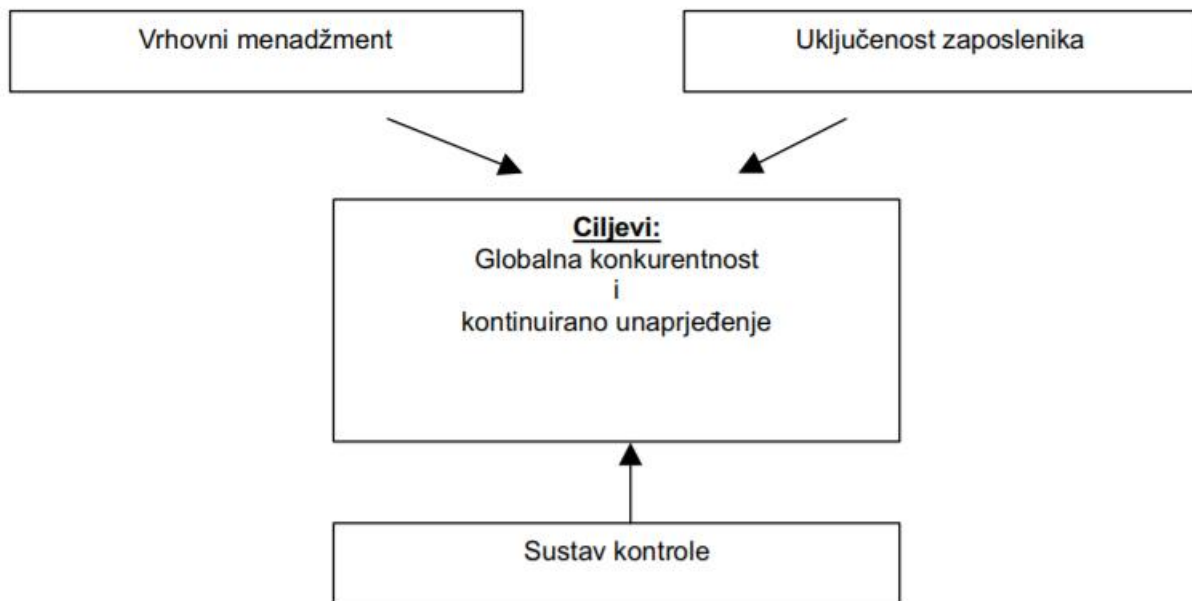 Vrhovni menadžment
Uključenost zaposlenika
Ciljevi:
Globalna konkurentnost
i
kontinuirano unaprjeđenje
Sustav kontrole